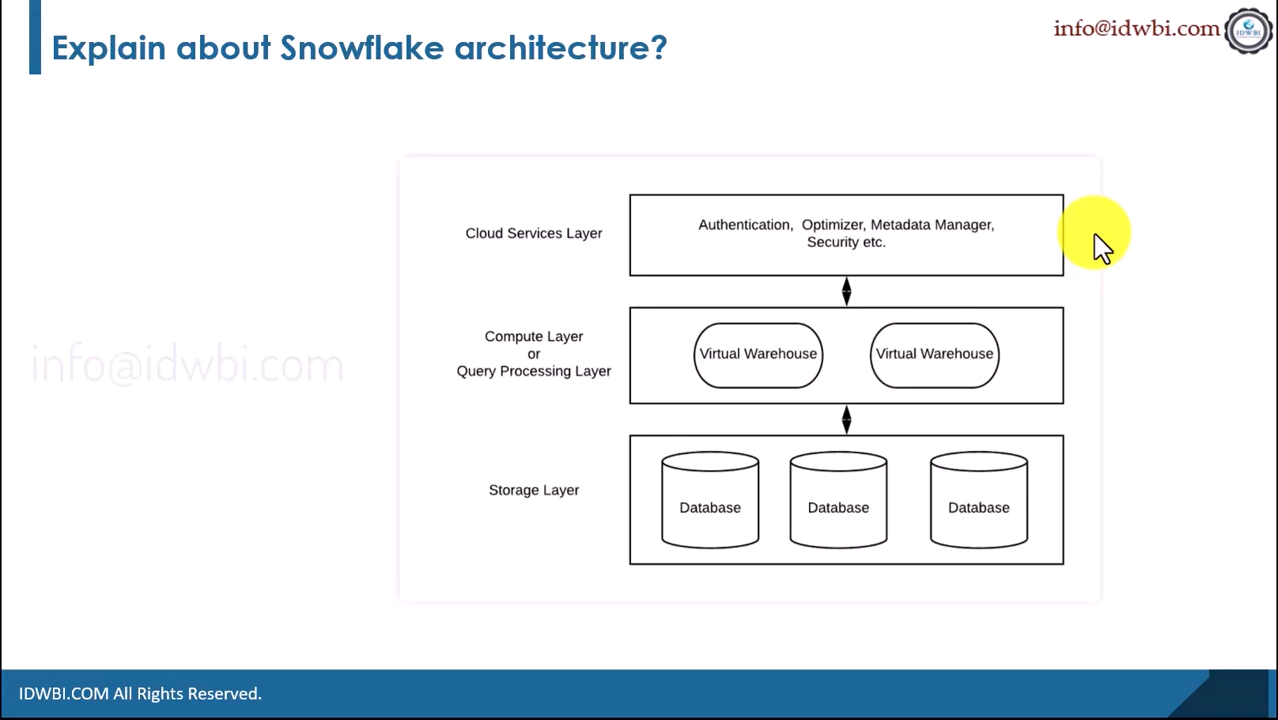 Explain about Snowflake architecture?
info@idwbi.com
IDWBI
Cloud Services Layer
Authentication, Optimizer, Metadata Manager,
Security etc.
Compute Layer
or
Query Processing Layer
Virtual Warehouse
Virtual Warehouse
info@idwbi.com
Storage Layer
Database
Database
Database
IDWBI.COM All Rights Reserved.